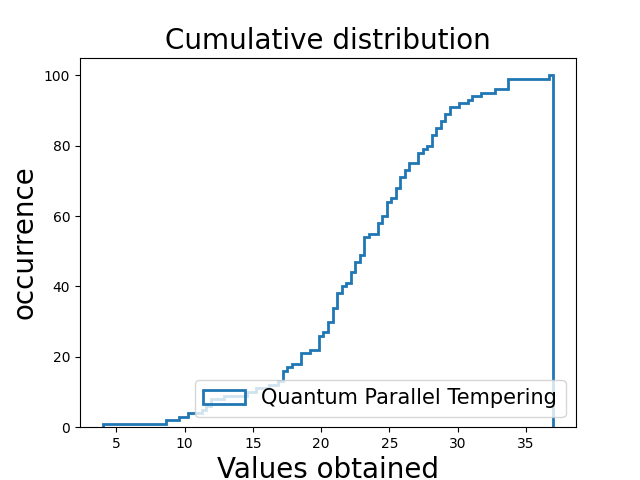 Cumulative distribution
100
80
60
40
20
0
occurrence
Quantum Parallel Tempering
5 10 15 20 25 30 35
Values obtained